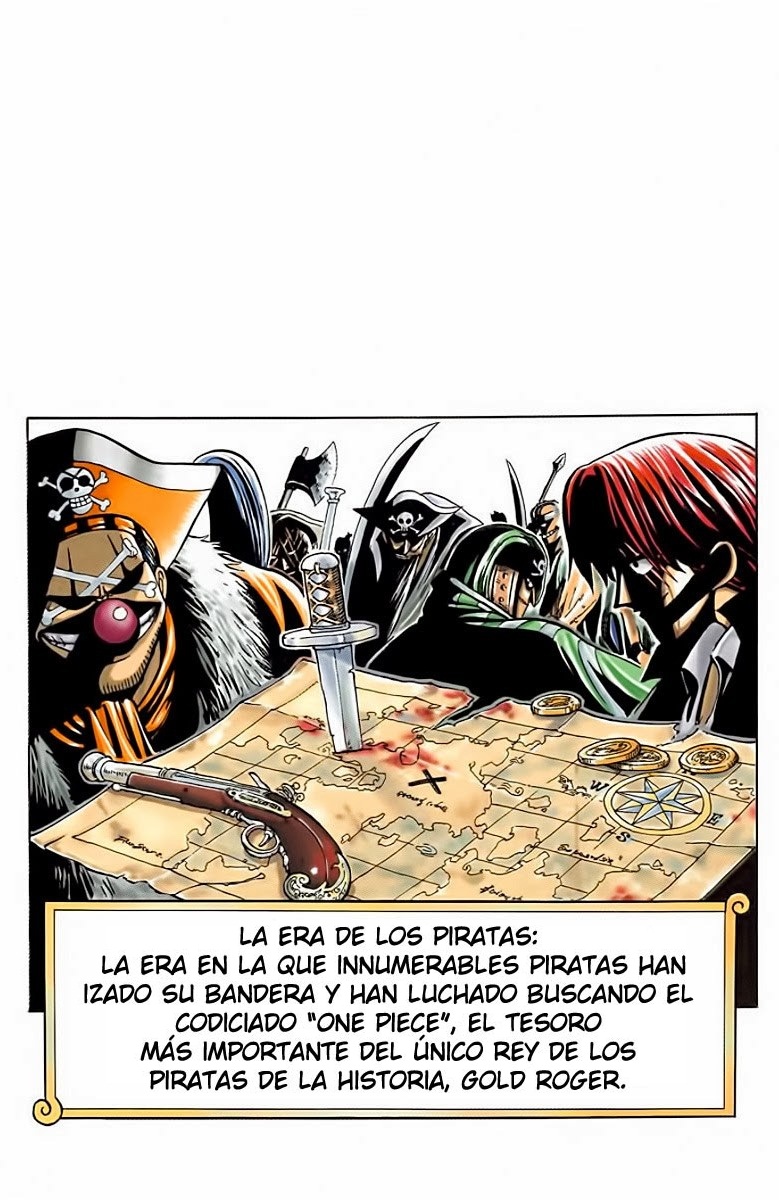 W
E
S
LA ERA DE LOS PIRATAS:
LA ERA EN LA QUE INNUMERABLES PIRATAS HAN
IZADO SU BANDERA Y HAN LUCHADO BUSCANDO EL
CODICIADO "ONE PIECE", EL TESORO
MÁS IMPORTANTE DEL ÚNICO REY DE LOS
PIRATAS DE LA HISTORIA, GOLD ROGER.